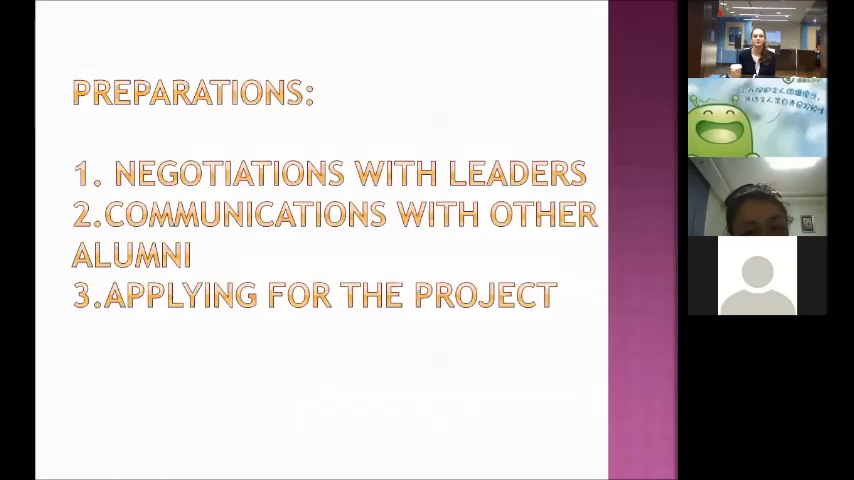 PREPARATIONS:
1. NEGOTIATIONS WITH LEADERS
2.COMMUNICATIONS WITH OTHER
ALUMNI
3.APPLYING FOR THE PROJECT